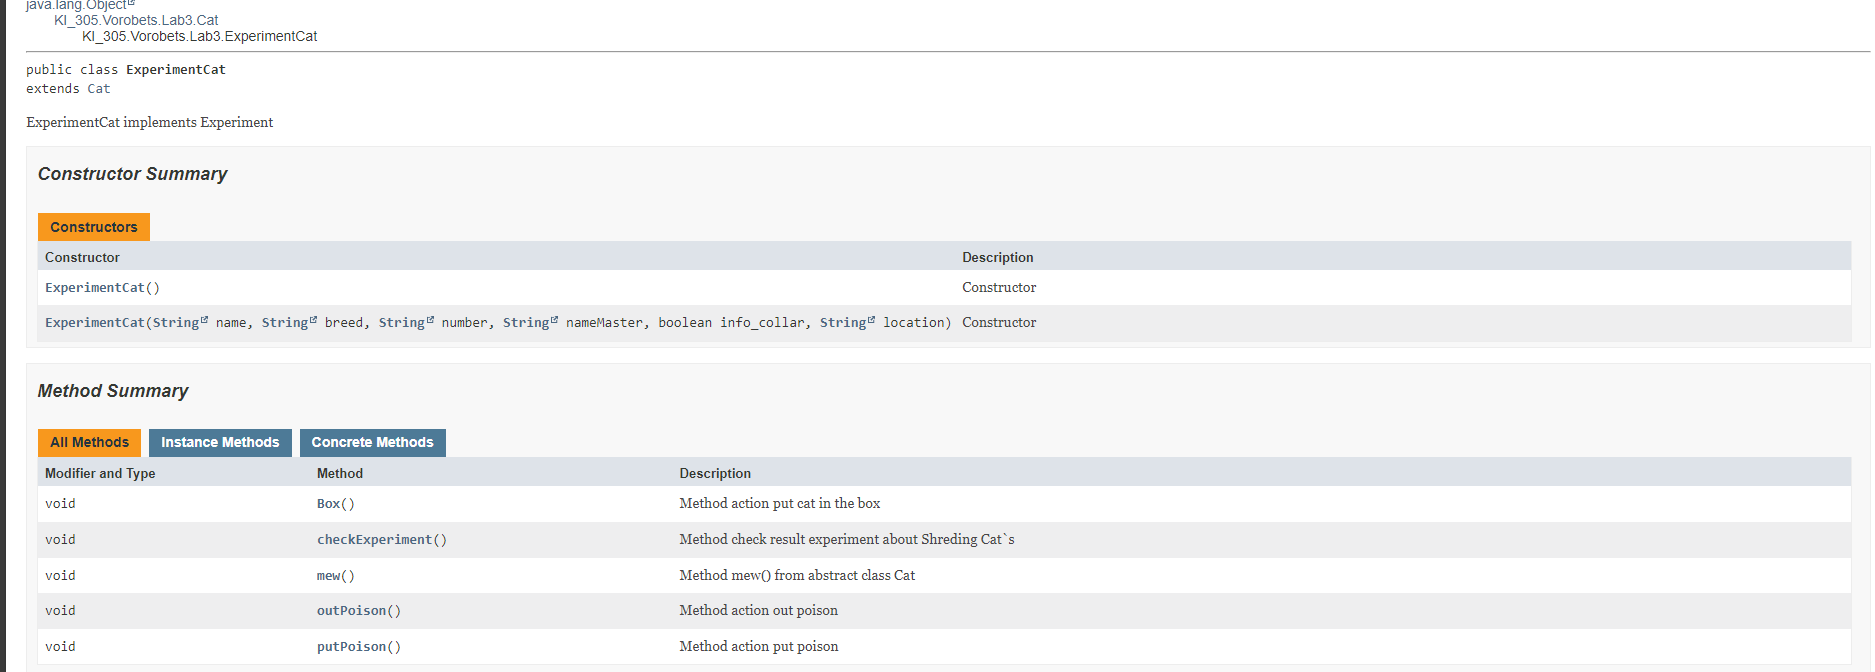 java.lang.Object
KI_305.Vorobets.Lab3.Cat
KI_305.Vorobets.Lab3.ExperimentCat
public class ExperimentCat
extends Cat
ExperimentCat implements Experiment
Constructor Summary
Constructors
Constructor Description
ExperimentCat() Constructor
ExperimentCat(String name, String breed, String number, String nameMaster, boolean info_collar, String location) Constructor
Method Summary
All Methods Instance Methods Concrete Methods
Modifier and Type Method Description
void Box() Method action put cat in the box
void checkExperiment() Method check result experiment about Shreding Cat`s
void mew() Method mew() from abstract class Cat
void outPoison() Method action out poison
void putPoison() Method action put poison